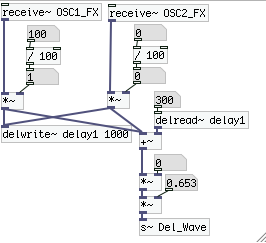 receive~ OSC1_FX
receive~ OSC2_FX
100
0
/ 100
/ 100
1
0
*~
*~
300
delread~ delay1
delwrite~ delay1 1000
+~
0
*~
0.653
*~
s~ Del_Wave